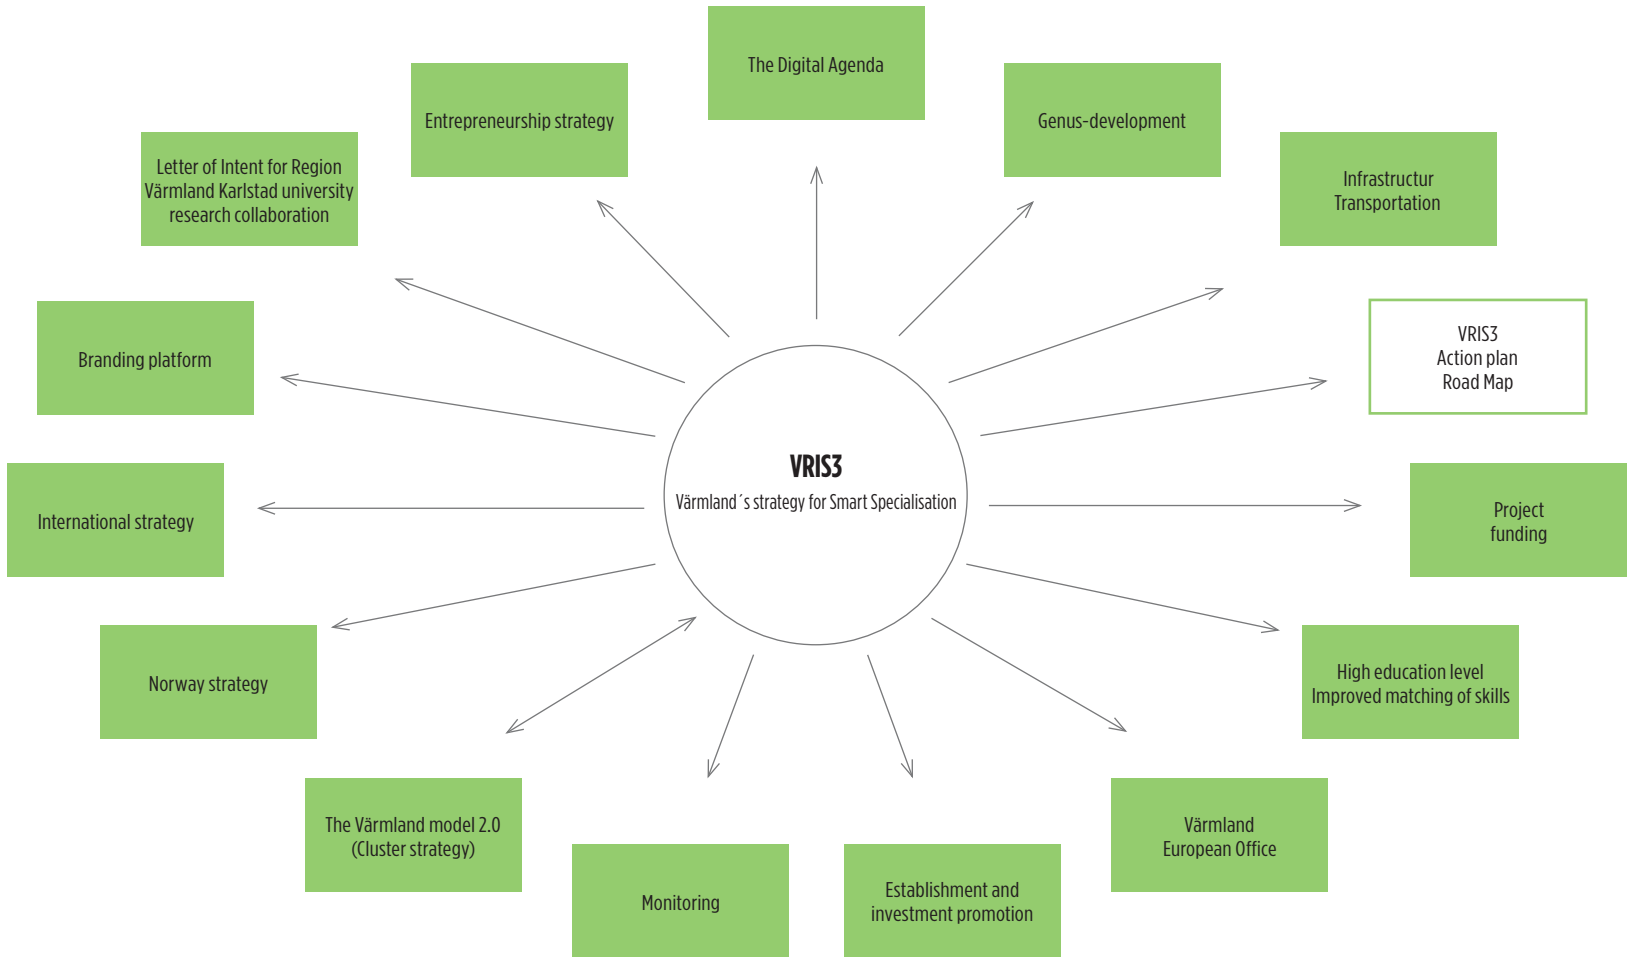 The Digital Agenda
Entrepreneurship strategy
Genus-development
Letter of Intent for Region
Värmland Karlstad university
research collaboration
Infrastructur
Transportation
Branding platform
VRIS3
Action plan
Road Map
VRIS3
Värmland´s strategy for Smart Specialisation
International strategy
Project
funding
Norway strategy
High education level
Improved matching of skills
The Värmland model 2.0
(Cluster strategy)
Värmland
European Office
Monitoring
Establishment and
investment promotion